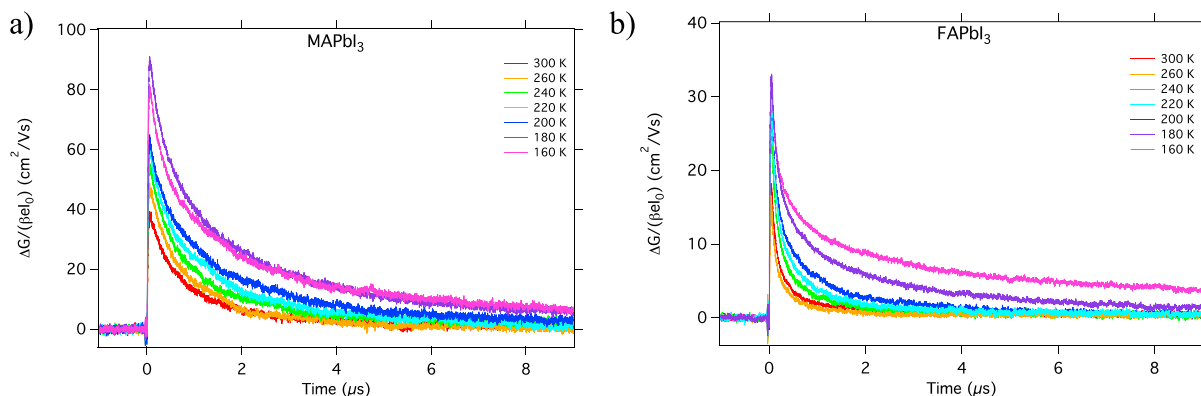 a)
MAPbI₃
100
80
60
40
20
0
ΔG/(βeI₀) (cm²/Vs)
300 K
260 K
240 K
220 K
200 K
180 K
160 K
0
2
4
6
8
Time (µs)
b)
FAPbI₃
40
30
20
10
0
ΔG/(βeI₀) (cm²/Vs)
300 K
260 K
240 K
220 K
200 K
180 K
160 K
0
2
4
6
8
Time (µs)